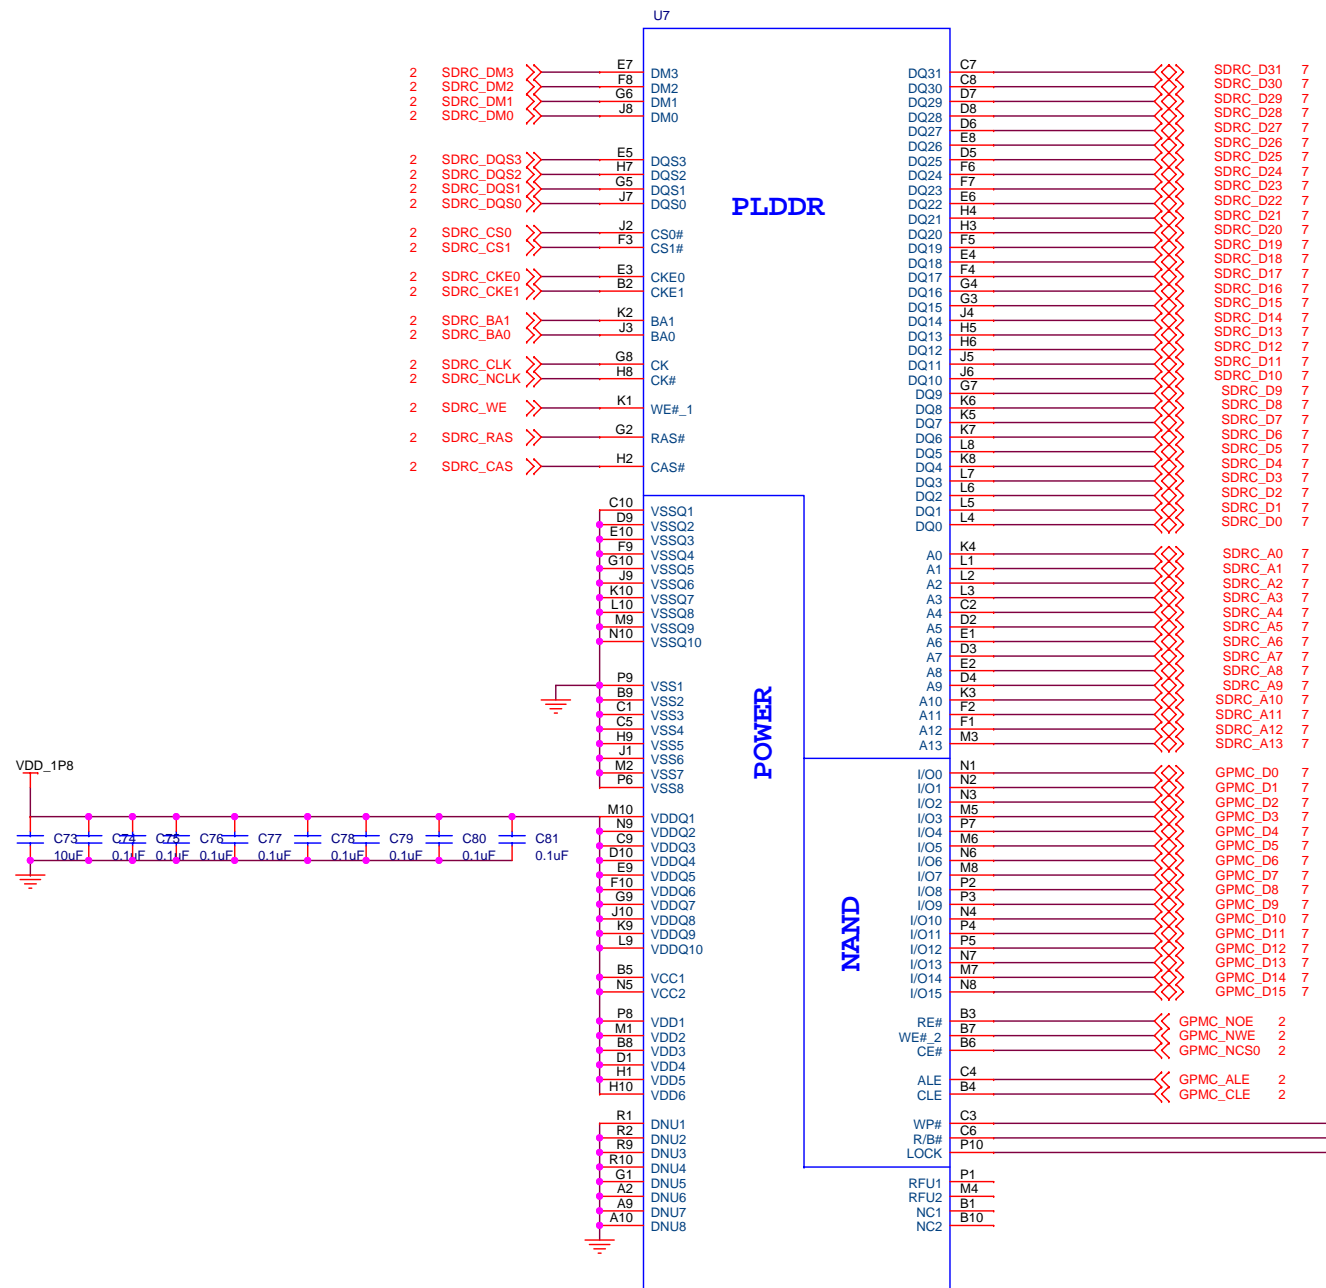 U7
PLDDR
2 SDRC_DM3 E7 DM3
2 SDRC_DM2 F8 DM2
2 SDRC_DM1 G6 DM1
2 SDRC_DM0 J8 DM0
2 SDRC_DQS3 E5 DQS3
2 SDRC_DQS2 H7 DQS2
2 SDRC_DQS1 G5 DQS1
2 SDRC_DQS0 J7 DQS0
2 SDRC_CS0 J2 CS0#
2 SDRC_CS1 F3 CS1#
2 SDRC_CKE0 E3 CKE0
2 SDRC_CKE1 B2 CKE1
2 SDRC_BA1 K2 BA1
2 SDRC_BA0 J3 BA0
2 SDRC_CLK G8 CK
2 SDRC_NCLK H8 CK#
2 SDRC_WE K1 WE#_1
2 SDRC_RAS G2 RAS#
2 SDRC_CAS H2 CAS#
DQ31 C7 SDRC_D31 7
DQ30 C8 SDRC_D30 7
DQ29 D7 SDRC_D29 7
DQ28 D8 SDRC_D28 7
DQ27 D6 SDRC_D27 7
DQ26 E8 SDRC_D26 7
DQ25 D5 SDRC_D25 7
DQ24 F6 SDRC_D24 7
DQ23 F7 SDRC_D23 7
DQ22 E6 SDRC_D22 7
DQ21 H4 SDRC_D21 7
DQ20 H3 SDRC_D20 7
DQ19 F5 SDRC_D19 7
DQ18 E4 SDRC_D18 7
DQ17 F4 SDRC_D17 7
DQ16 G4 SDRC_D16 7
DQ15 G3 SDRC_D15 7
DQ14 J4 SDRC_D14 7
DQ13 H5 SDRC_D13 7
DQ12 H6 SDRC_D12 7
DQ11 J5 SDRC_D11 7
DQ10 J6 SDRC_D10 7
DQ9 G7 SDRC_D9 7
DQ8 K6 SDRC_D8 7
DQ7 K5 SDRC_D7 7
DQ6 K7 SDRC_D6 7
DQ5 L8 SDRC_D5 7
DQ4 K8 SDRC_D4 7
DQ3 L7 SDRC_D3 7
DQ2 L6 SDRC_D2 7
DQ1 L5 SDRC_D1 7
DQ0 L4 SDRC_D0 7
A0 K4 SDRC_A0 7
A1 L1 SDRC_A1 7
A2 L2 SDRC_A2 7
A3 L3 SDRC_A3 7
A4 C2 SDRC_A4 7
A5 D2 SDRC_A5 7
A6 E1 SDRC_A6 7
A7 D3 SDRC_A7 7
A8 E2 SDRC_A8 7
A9 D4 SDRC_A9 7
A10 K3 SDRC_A10 7
A11 F2 SDRC_A11 7
A12 F1 SDRC_A12 7
A13 M3 SDRC_A13 7
POWER
C10 VSSQ1
D9 VSSQ2
E10 VSSQ3
F9 VSSQ4
G10 VSSQ5
J9 VSSQ6
K10 VSSQ7
L10 VSSQ8
M9 VSSQ9
N10 VSSQ10
P9 VSS1
B9 VSS2
C1 VSS3
C5 VSS4
H9 VSS5
J1 VSS6
M2 VSS7
P6 VSS8
VDD_1P8
C73 C74 C75 C76 C77 C78 C79 C80 C81
10uF 0.1uF 0.1uF 0.1uF 0.1uF 0.1uF 0.1uF 0.1uF 0.1uF
M10 VDDQ1
N9 VDDQ2
C9 VDDQ3
D10 VDDQ4
E9 VDDQ5
F10 VDDQ6
G9 VDDQ7
J10 VDDQ8
K9 VDDQ9
L9 VDDQ10
B5 VCC1
N5 VCC2
P8 VDD1
M1 VDD2
B8 VDD3
D1 VDD4
H1 VDD5
H10 VDD6
R1 DNU1
R2 DNU2
R9 DNU3
R10 DNU4
G1 DNU5
A2 DNU6
A9 DNU7
A10 DNU8
NAND
I/O0 N1 GPMC_D0 7
I/O1 N2 GPMC_D1 7
I/O2 N3 GPMC_D2 7
I/O3 M5 GPMC_D3 7
I/O4 P7 GPMC_D4 7
I/O5 M6 GPMC_D5 7
I/O6 N6 GPMC_D6 7
I/O7 M8 GPMC_D7 7
I/O8 P2 GPMC_D8 7
I/O9 P3 GPMC_D9 7
I/O10 N4 GPMC_D10 7
I/O11 P4 GPMC_D11 7
I/O12 P5 GPMC_D12 7
I/O13 N7 GPMC_D13 7
I/O14 M7 GPMC_D14 7
I/O15 N8 GPMC_D15 7
RE# B3 GPMC_NOE 2
WE#_2 B7 GPMC_NWE 2
CE# B6 GPMC_NCS0 2
ALE C4 GPMC_ALE 2
CLE B4 GPMC_CLE 2
WP# C3
R/B# C6
LOCK P10
RFU1 P1
RFU2 M4
NC1 B1
NC2 B10